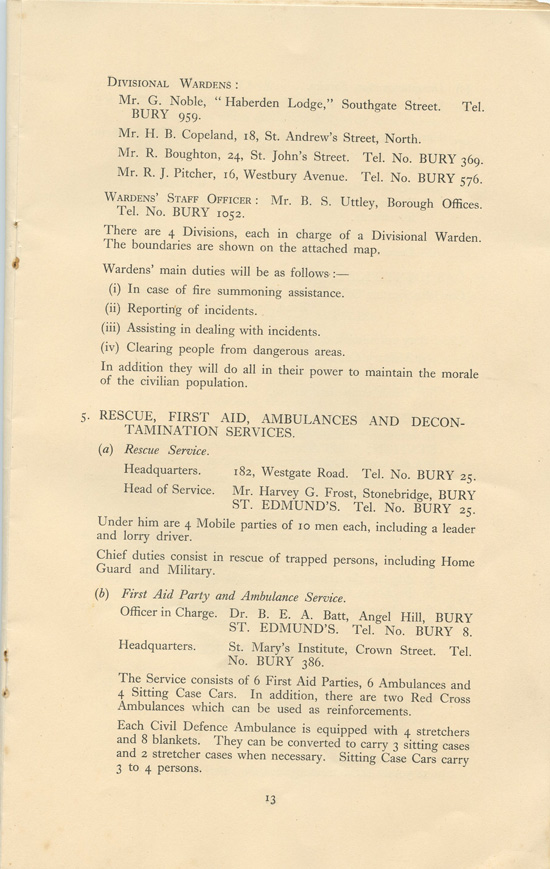 DIVISIONAL WARDENS :
Mr. G. Noble, " Haberden Lodge," Southgate Street. Tel.
BURY 959.
Mr. H. B. Copeland, 18, St. Andrew's Street, North.
Mr. R. Boughton, 24, St. John's Street. Tel. No. BURY 369.
Mr. R. J. Pitcher, 16, Westbury Avenue. Tel. No. BURY 576.
WARDENS' STAFF OFFICER : Mr. B. S. Uttley, Borough Offices.
Tel. No. BURY 1052.
There are 4 Divisions, each in charge of a Divisional Warden.
The boundaries are shown on the attached map.
Wardens' main duties will be as follows :—
(i) In case of fire summoning assistance.
(ii) Reporting of incidents.
(iii) Assisting in dealing with incidents.
(iv) Clearing people from dangerous areas.
In addition they will do all in their power to maintain the morale
of the civilian population.
5. RESCUE, FIRST AID, AMBULANCES AND DECON-
TAMINATION SERVICES.
(a) Rescue Service.
Headquarters. 182, Westgate Road. Tel. No. BURY 25.
Head of Service. Mr. Harvey G. Frost, Stonebridge, BURY
ST. EDMUND'S. Tel. No. BURY 25.
Under him are 4 Mobile parties of 10 men each, including a leader
and lorry driver.
Chief duties consist in rescue of trapped persons, including Home
Guard and Military.
(b) First Aid Party and Ambulance Service.
Officer in Charge. Dr. B. E. A. Batt, Angel Hill, BURY
ST. EDMUND'S. Tel. No. BURY 8.
Headquarters. St. Mary's Institute, Crown Street. Tel.
No. BURY 386.
The Service consists of 6 First Aid Parties, 6 Ambulances and
4 Sitting Case Cars. In addition, there are two Red Cross
Ambulances which can be used as reinforcements.
Each Civil Defence Ambulance is equipped with 4 stretchers
and 8 blankets. They can be converted to carry 3 sitting cases
and 2 stretcher cases when necessary. Sitting Case Cars carry
3 to 4 persons.
13